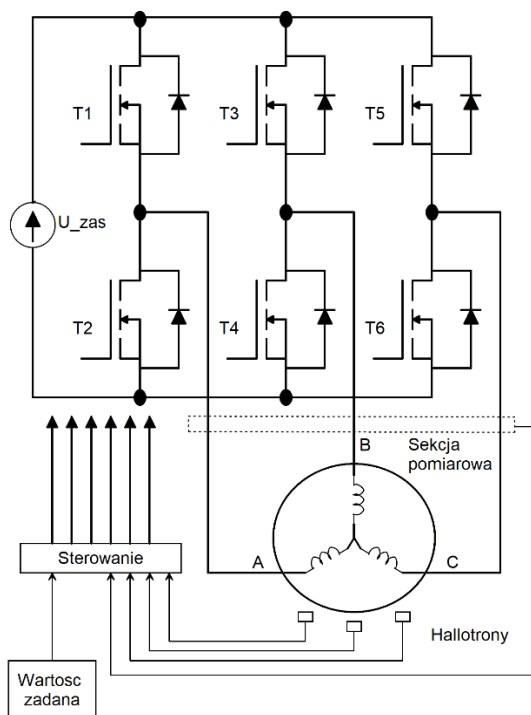 T1
T3
T5
U_zas
T2
T4
T6
B
Sekcja
pomiarowa
Sterowanie
A
C
Hallotrony
Wartosc
zadana